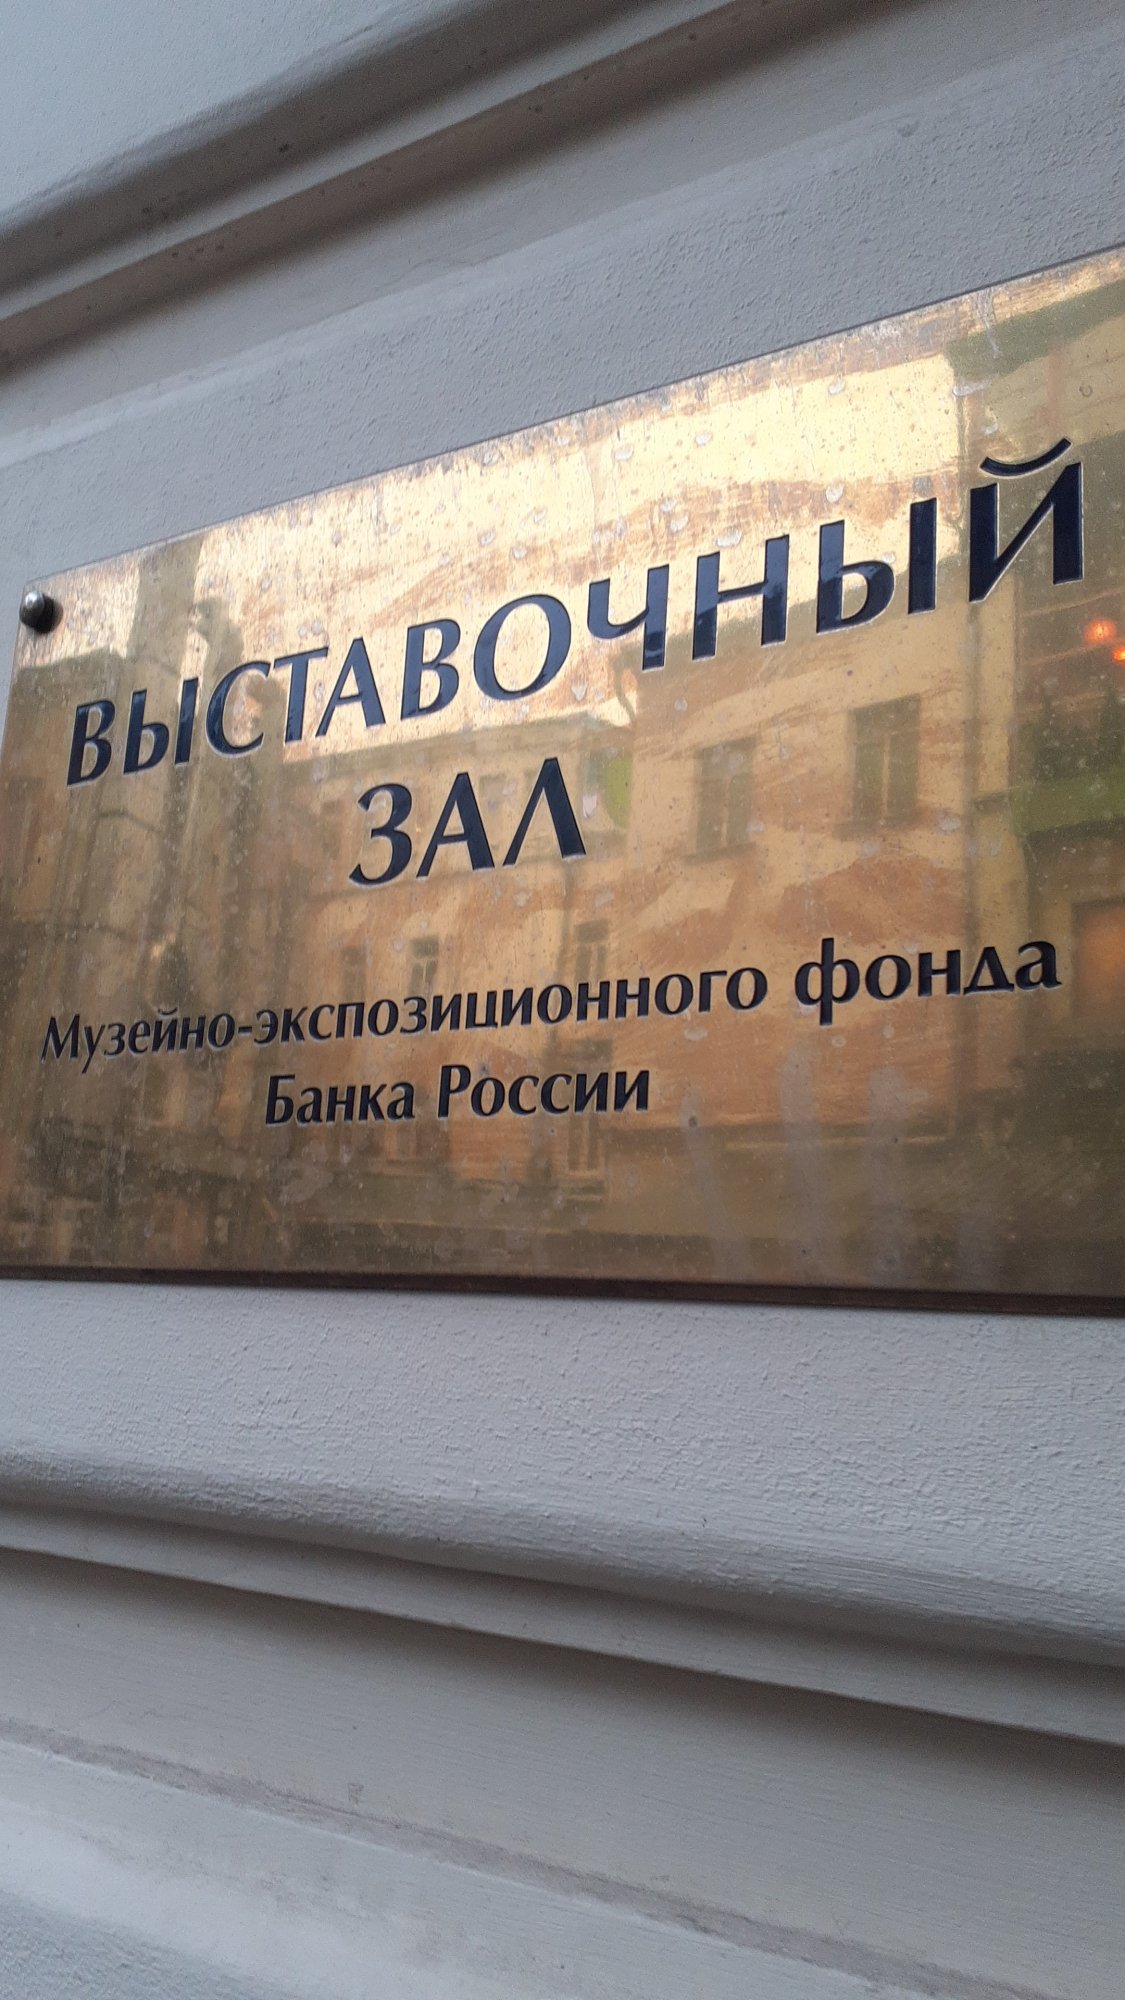 ВЫСТАВОЧНЫЙ
ЗАЛ
Музейно-экспозиционного фонда
Банка России